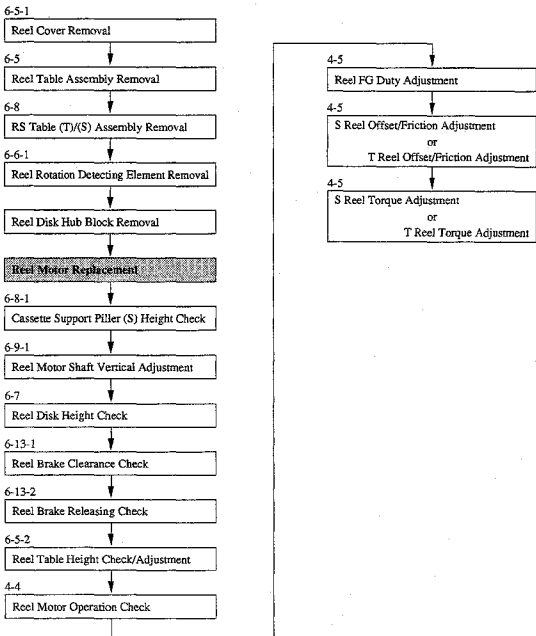 6-5-1
Reel Cover Removal
6-5
Reel Table Assembly Removal
6-8
RS Table (T)/(S) Assembly Removal
6-6-1
Reel Rotation Detecting Element Removal
Reel Disk Hub Block Removal
Reel Motor Replacement
6-8-1
Cassette Support Piller (S) Height Check
6-9-1
Reel Motor Shaft Vertical Adjustment
6-7
Reel Disk Height Check
6-13-1
Reel Brake Clearance Check
6-13-2
Reel Brake Releasing Check
6-5-2
Reel Table Height Check/Adjustment
4-4
Reel Motor Operation Check
4-5
Reel FG Duty Adjustment
4-5
S Reel Offset/Friction Adjustment
or
T Reel Offset/Friction Adjustment
4-5
S Reel Torque Adjustment
or
T Reel Torque Adjustment